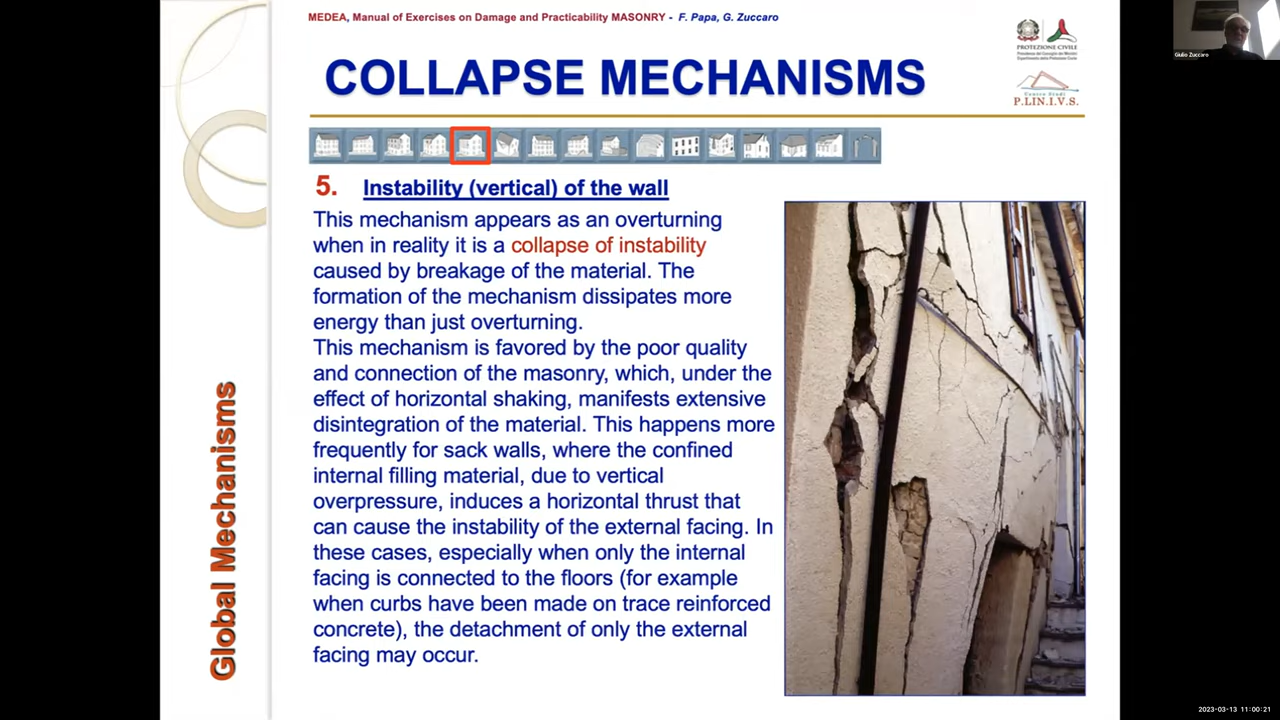 MEDEA, Manual of Exercises on Damage and Practicability MASONRY - F. Papa, G. Zuccaro
COLLAPSE MECHANISMS
PROTEZIONE CIVILE
Centro Studi
P.LIN.I.V.S.
Giulio Zuccaro
Global Mechanisms
5. Instability (vertical) of the wall
This mechanism appears as an overturning
when in reality it is a collapse of instability
caused by breakage of the material. The
formation of the mechanism dissipates more
energy than just overturning.
This mechanism is favored by the poor quality
and connection of the masonry, which, under the
effect of horizontal shaking, manifests extensive
disintegration of the material. This happens more
frequently for sack walls, where the confined
internal filling material, due to vertical
overpressure, induces a horizontal thrust that
can cause the instability of the external facing. In
these cases, especially when only the internal
facing is connected to the floors (for example
when curbs have been made on trace reinforced
concrete), the detachment of only the external
facing may occur.
2023-03-13 11:00:21